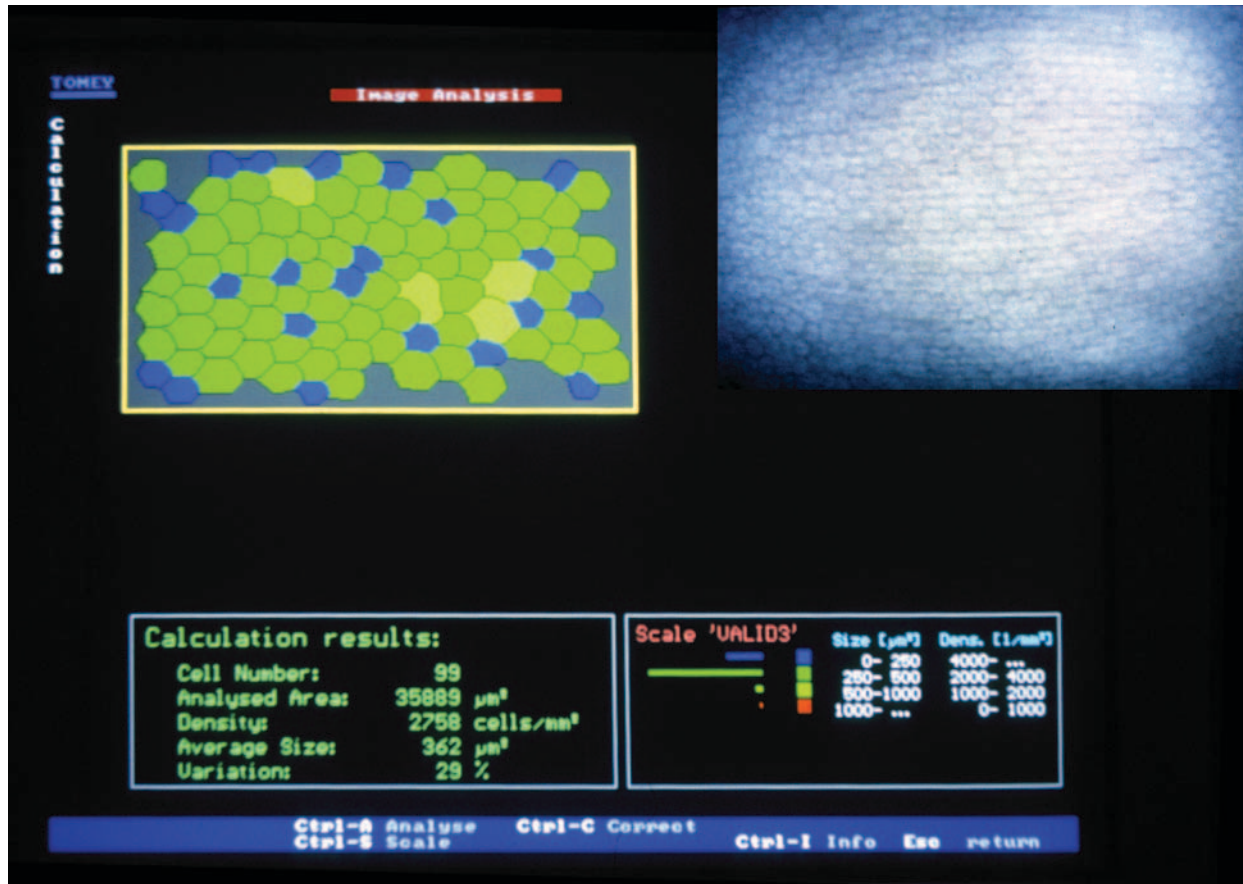 TOMEY
Image Analysis
Calculation
Calculation results:
Cell Number: 99
Analysed Area: 35889 µm²
Density: 2758 cells/mm²
Average Size: 362 µm²
Variation: 29 %
Scale 'VALID3'
Size [µm²] Dens. [1/mm²]
0- 250 4000- ...
250- 500 2000- 4000
500-1000 1000- 2000
1000- ... 0- 1000
Ctrl-A Analyse Ctrl-C Correct
Ctrl-S Scale Ctrl-I Info Esc return